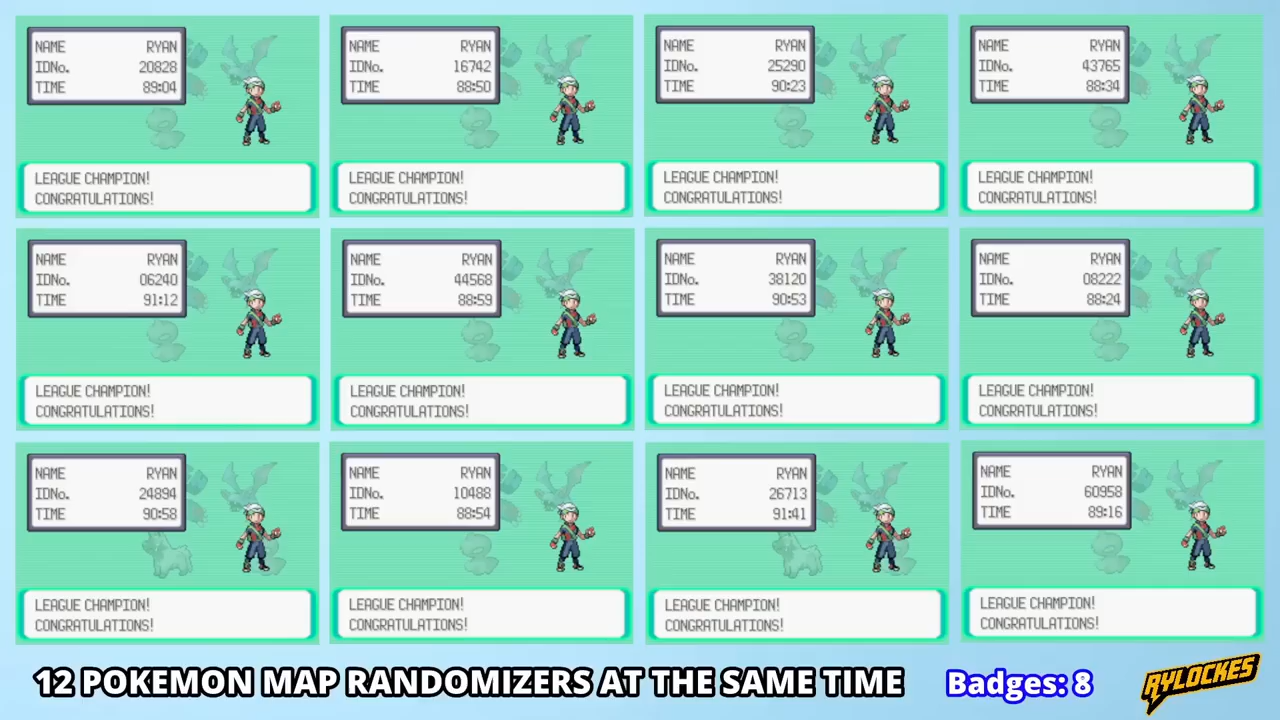 NAME RYAN
IDNo. 20828
TIME 89:04
LEAGUE CHAMPION!
CONGRATULATIONS!
NAME RYAN
IDNo. 16742
TIME 88:50
LEAGUE CHAMPION!
CONGRATULATIONS!
NAME RYAN
IDNo. 25290
TIME 90:23
LEAGUE CHAMPION!
CONGRATULATIONS!
NAME RYAN
IDNo. 43765
TIME 88:34
LEAGUE CHAMPION!
CONGRATULATIONS!
NAME RYAN
IDNo. 06240
TIME 91:12
LEAGUE CHAMPION!
CONGRATULATIONS!
NAME RYAN
IDNo. 44568
TIME 88:59
LEAGUE CHAMPION!
CONGRATULATIONS!
NAME RYAN
IDNo. 38120
TIME 90:53
LEAGUE CHAMPION!
CONGRATULATIONS!
NAME RYAN
IDNo. 08222
TIME 88:24
LEAGUE CHAMPION!
CONGRATULATIONS!
NAME RYAN
IDNo. 24894
TIME 90:58
LEAGUE CHAMPION!
CONGRATULATIONS!
NAME RYAN
IDNo. 10488
TIME 88:54
LEAGUE CHAMPION!
CONGRATULATIONS!
NAME RYAN
IDNo. 26713
TIME 91:41
LEAGUE CHAMPION!
CONGRATULATIONS!
NAME RYAN
IDNo. 60958
TIME 89:16
LEAGUE CHAMPION!
CONGRATULATIONS!
12 POKEMON MAP RANDOMIZERS AT THE SAME TIME
Badges: 8
RYLOCKES